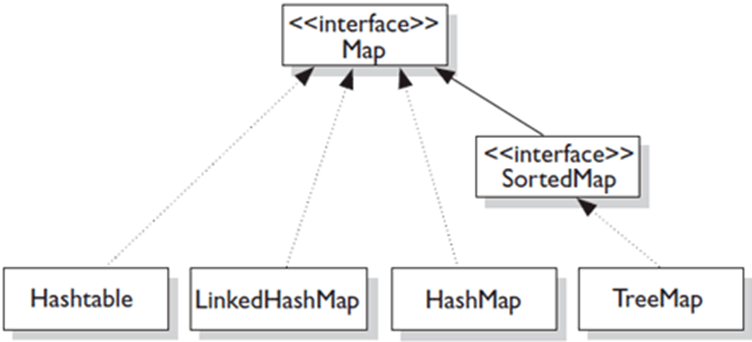 <<interface>>
Map
<<interface>>
SortedMap
Hashtable
LinkedHashMap
HashMap
TreeMap